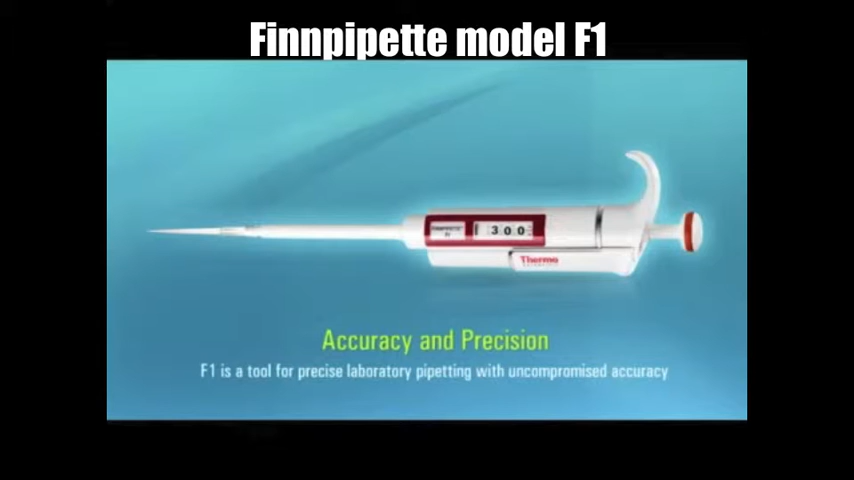 Finnpipette model F1
300
Thermo
Accuracy and Precision
F1 is a tool for precise laboratory pipetting with uncompromised accuracy